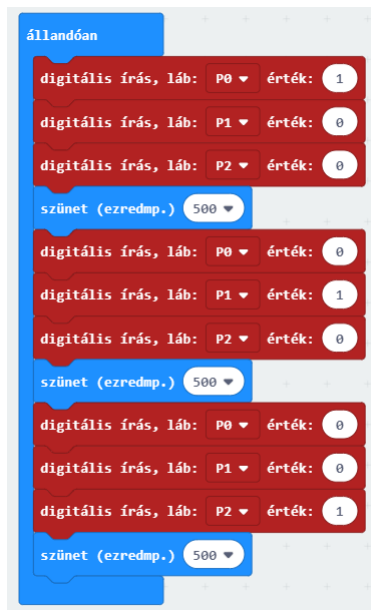 állandóan
digitális írás, láb: P0 érték: 1
digitális írás, láb: P1 érték: 0
digitális írás, láb: P2 érték: 0
szünet (ezredmp.) 500
digitális írás, láb: P0 érték: 0
digitális írás, láb: P1 érték: 1
digitális írás, láb: P2 érték: 0
szünet (ezredmp.) 500
digitális írás, láb: P0 érték: 0
digitális írás, láb: P1 érték: 0
digitális írás, láb: P2 érték: 1
szünet (ezredmp.) 500